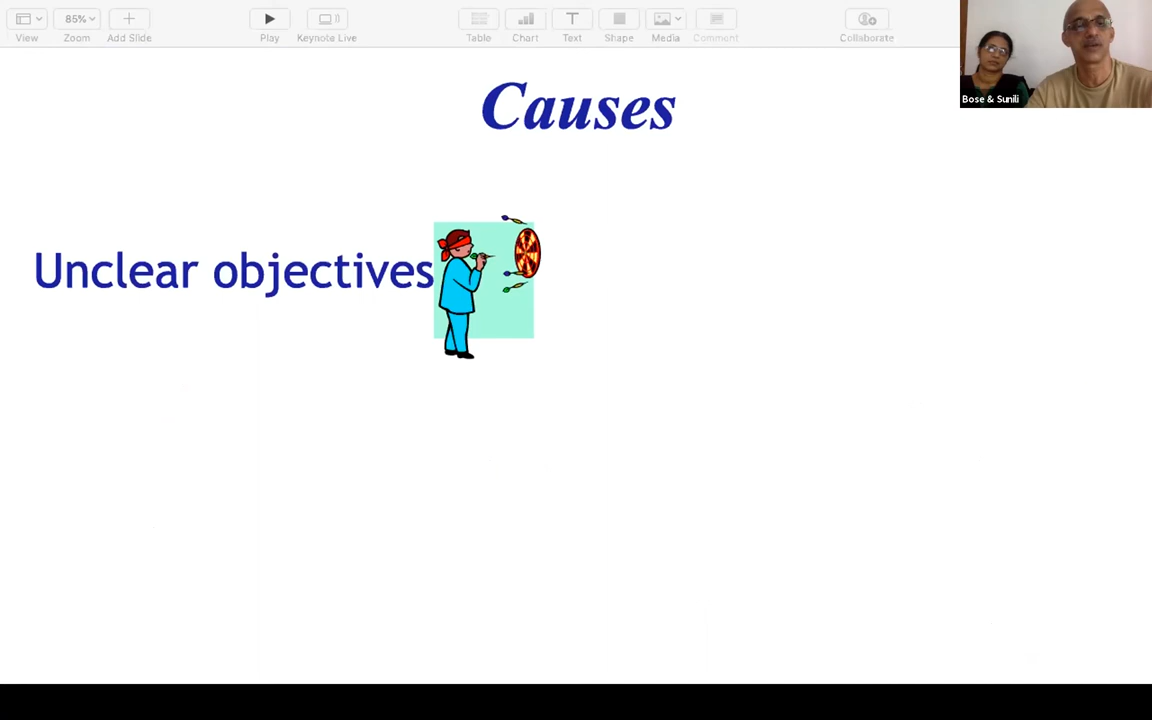 85%
View
Zoom
Add Slide
Play
Keynote Live
Table
Chart
Text
Shape
Media
Comment
Collaborate
Bose & Sunili
Causes
Unclear objectives